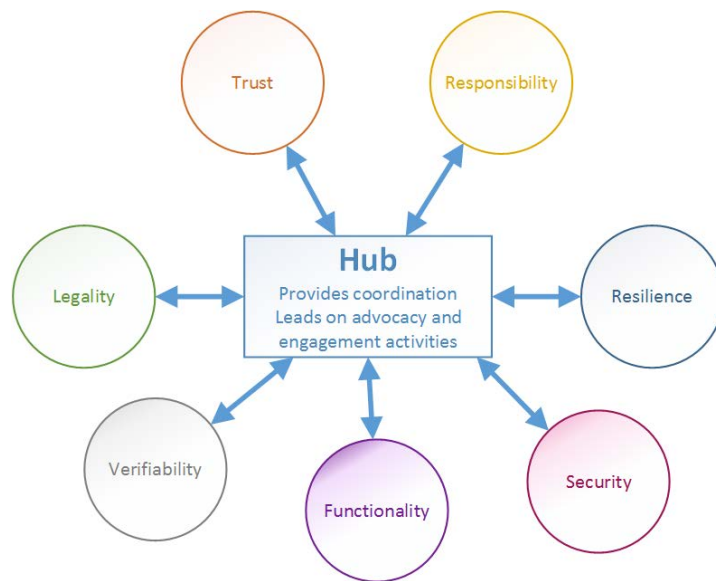 Trust
Responsibility
Legality
Hub
Provides coordination
Leads on advocacy and
engagement activities
Resilience
Verifiability
Functionality
Security